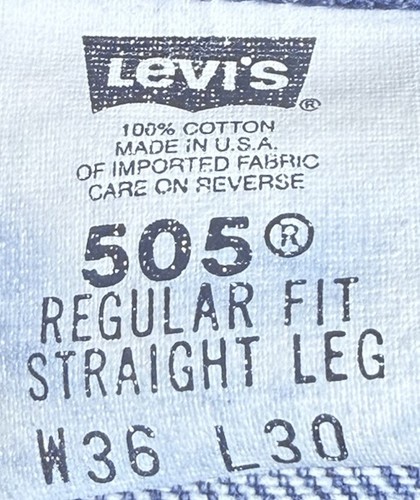 Levi's®
100% COTTON
MADE IN U.S.A.
OF IMPORTED FABRIC
CARE ON REVERSE
505®
REGULAR FIT
STRAIGHT LEG
W36 L30